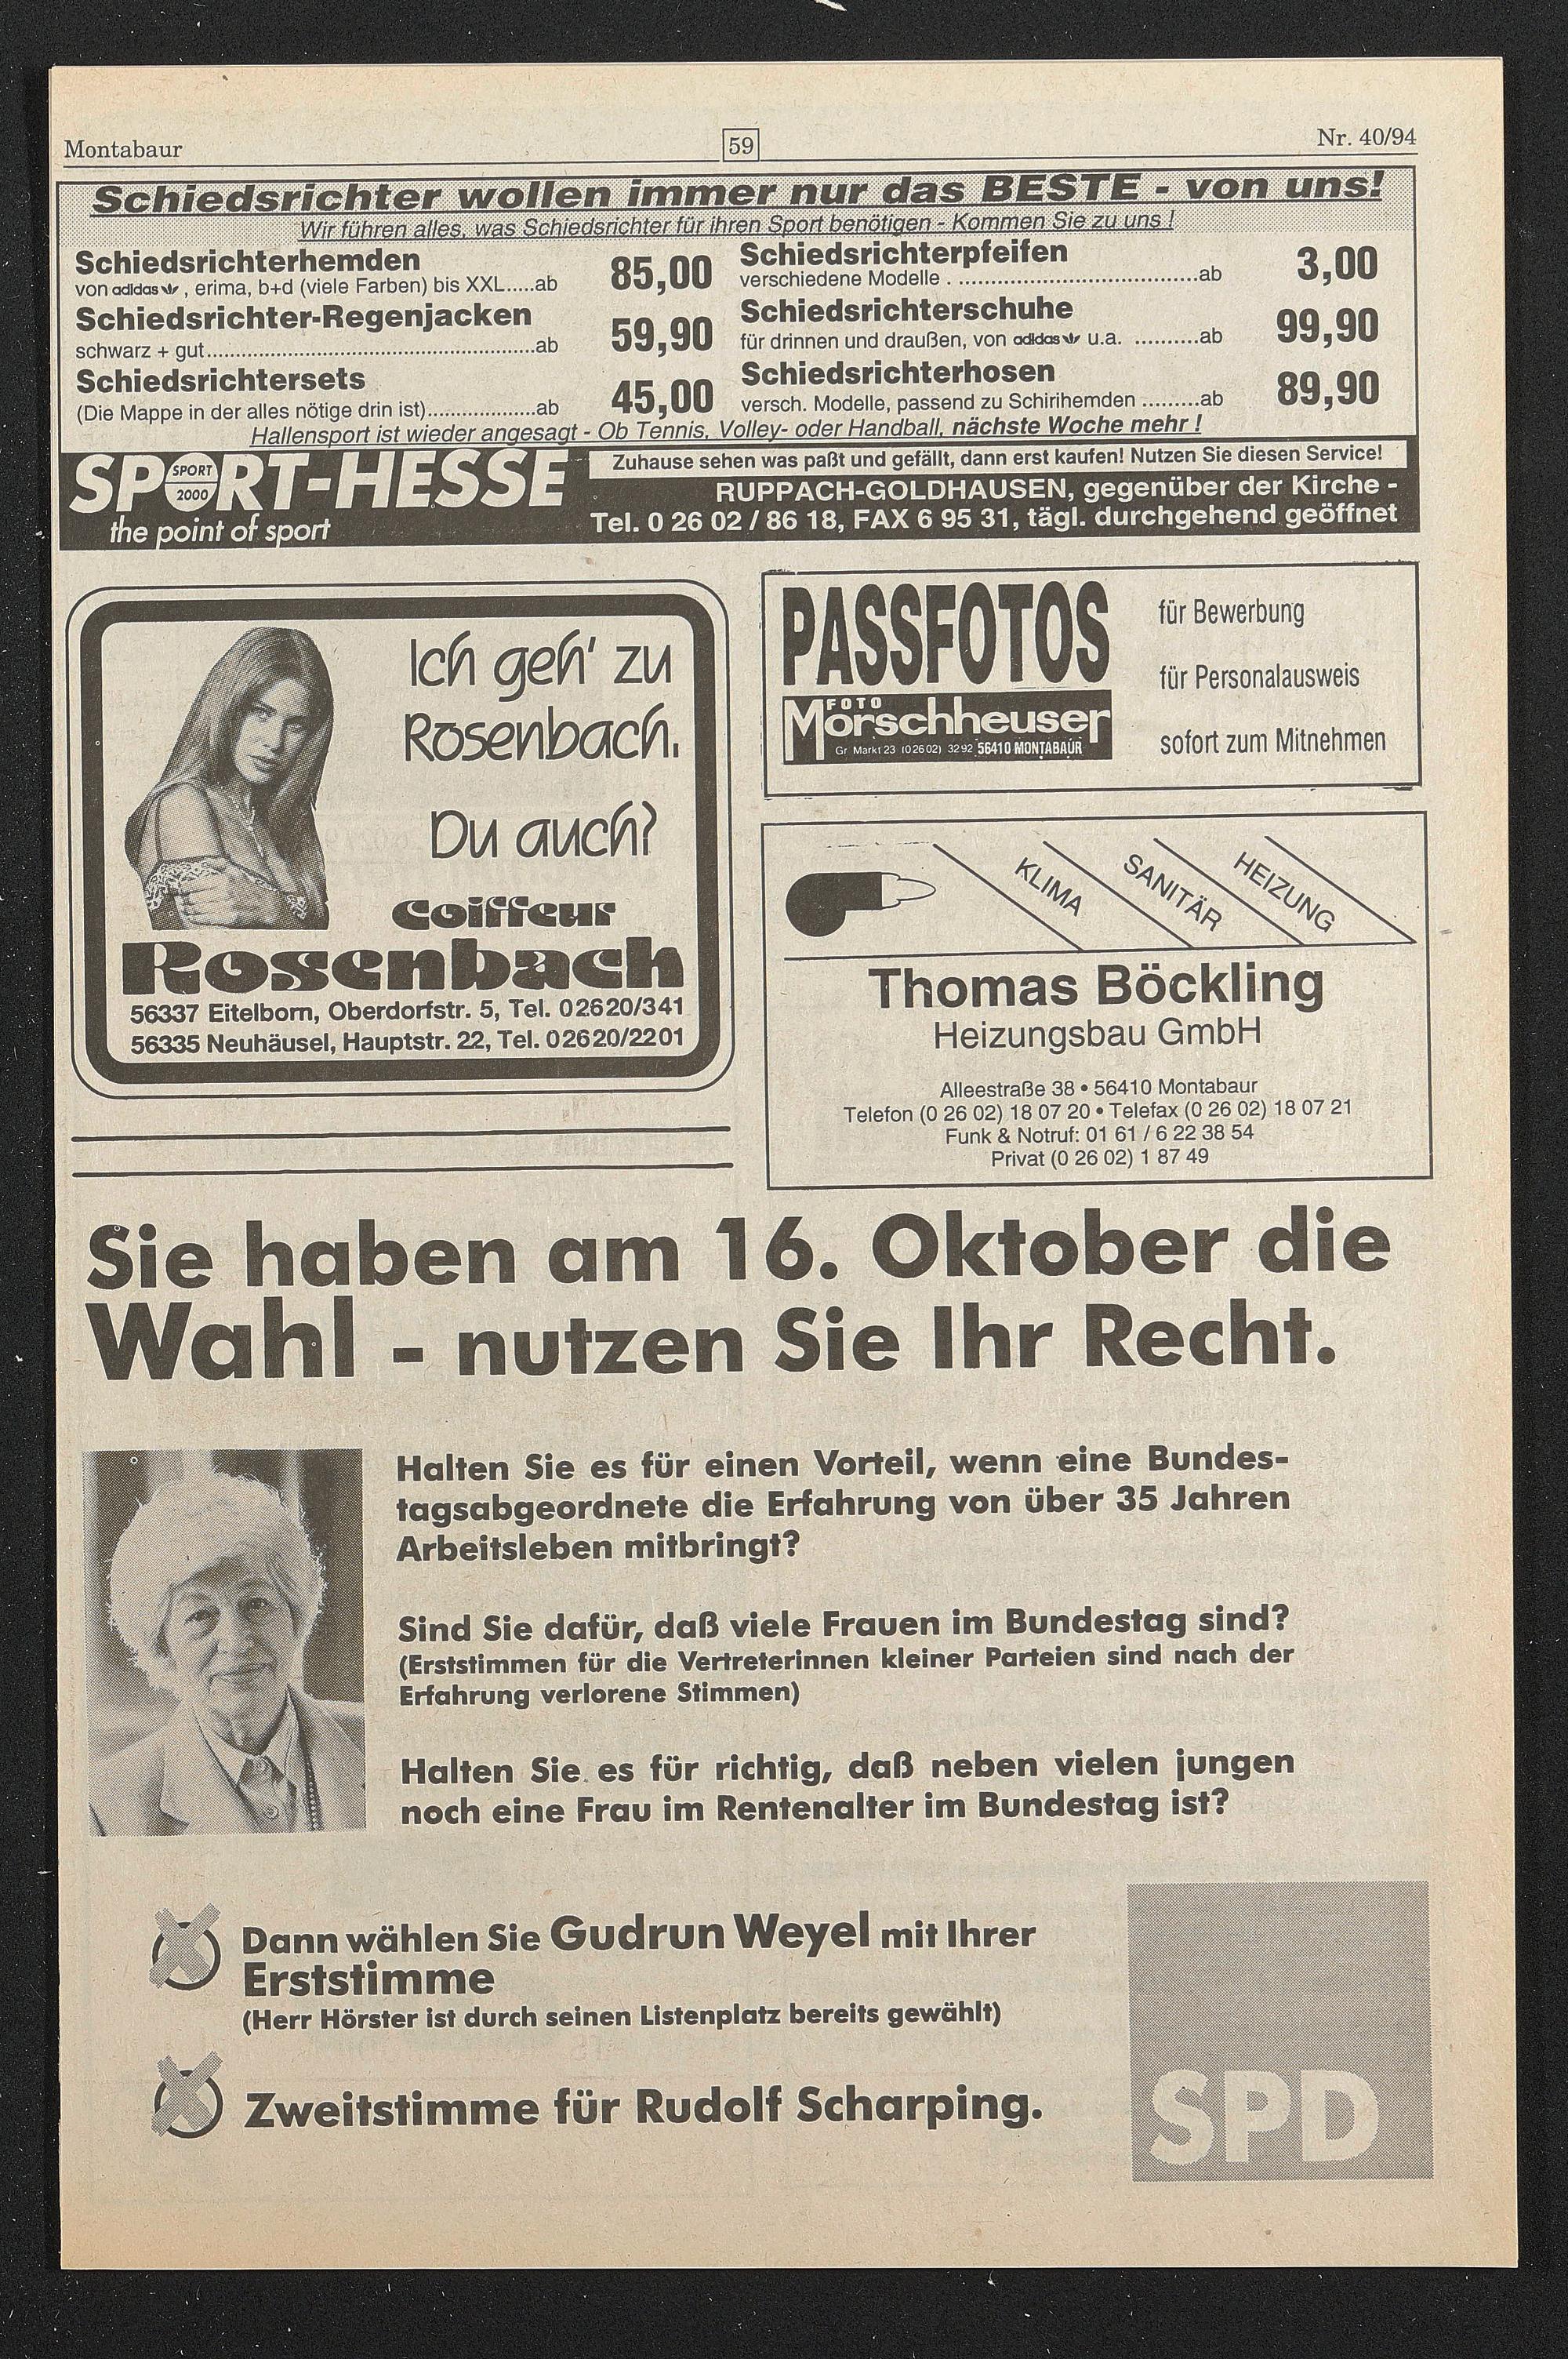 Montabaur
59
Nr. 40/94
Schiedsrichter wollen immer nur das BESTE - von uns!
Wir führen alles, was Schiedsrichter für ihren Sport benötigen - Kommen Sie zu uns !
Schiedsrichterhemden
von adidas, erima, b+d (viele Farben) bis XXL.....ab 85,00
Schiedsrichter-Regenjacken
schwarz + gut......................................................ab 59,90
Schiedsrichtersets
(Die Mappe in der alles nötige drin ist)...................ab 45,00
Schiedsrichterpfeifen
verschiedene Modelle . ..........................................ab 3,00
Schiedsrichterschuhe
für drinnen und draußen, von adidas u.a. ..........ab 99,90
Schiedsrichterhosen
versch. Modelle, passend zu Schirihemden .........ab 89,90
Hallensport ist wieder angesagt - Ob Tennis, Volley- oder Handball, nächste Woche mehr !
SPORT-HESSE
SPORT
2000
the point of sport
Zuhause sehen was paßt und gefällt, dann erst kaufen! Nutzen Sie diesen Service!
RUPPACH-GOLDHAUSEN, gegenüber der Kirche -
Tel. 0 26 02 / 86 18, FAX 6 95 31, tägl. durchgehend geöffnet
Ich geh' zu
Rosenbach.
Du auch?
Coiffeur
Rosenbach
56337 Eitelborn, Oberdorfstr. 5, Tel. 02620/341
56335 Neuhäusel, Hauptstr. 22, Tel. 02620/2201
PASSFOTOS
FOTO
Morschheuser
Gr Markt 23 (02602) 3292 56410 MONTABAUR
für Bewerbung
für Personalausweis
sofort zum Mitnehmen
KLIMA
SANITÄR
HEIZUNG
Thomas Böckling
Heizungsbau GmbH
Alleestraße 38 • 56410 Montabaur
Telefon (0 26 02) 18 07 20 • Telefax (0 26 02) 18 07 21
Funk & Notruf: 01 61 / 6 22 38 54
Privat (0 26 02) 1 87 49
Sie haben am 16. Oktober die
Wahl - nutzen Sie Ihr Recht.
Halten Sie es für einen Vorteil, wenn eine Bundes-
tagsabgeordnete die Erfahrung von über 35 Jahren
Arbeitsleben mitbringt?
Sind Sie dafür, daß viele Frauen im Bundestag sind?
(Erststimmen für die Vertreterinnen kleiner Parteien sind nach der
Erfahrung verlorene Stimmen)
Halten Sie es für richtig, daß neben vielen jungen
noch eine Frau im Rentenalter im Bundestag ist?
Dann wählen Sie Gudrun Weyel mit Ihrer
Erststimme
(Herr Hörster ist durch seinen Listenplatz bereits gewählt)
Zweitstimme für Rudolf Scharping.
SPD